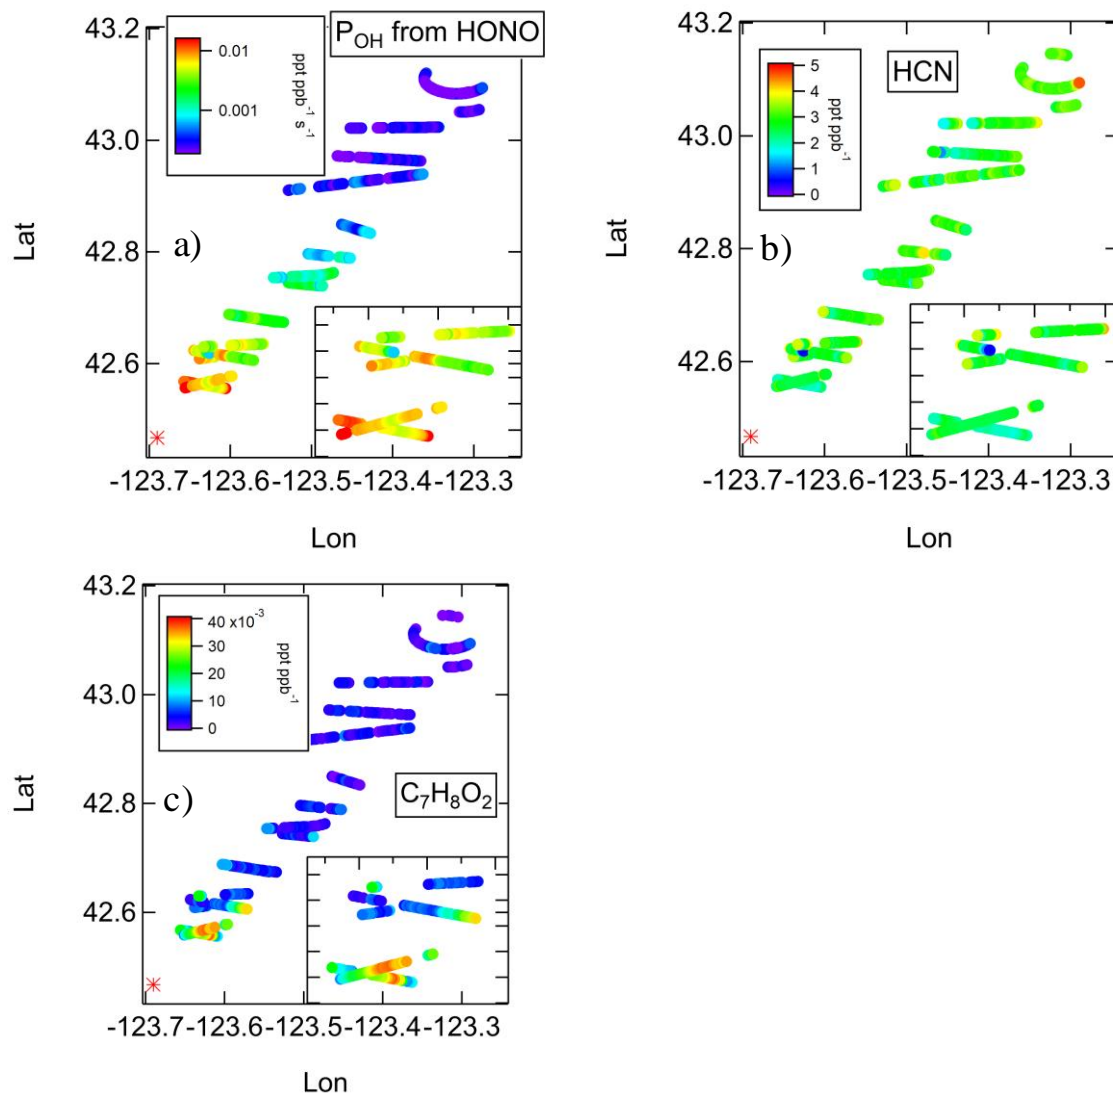 43.2
43.0
42.8
42.6
Lat
0.01
0.001
ppt ppb⁻¹ s⁻¹
P_OH from HONO
a)
-123.7 -123.6 -123.5 -123.4 -123.3
Lon
43.2
43.0
42.8
42.6
Lat
5
4
3
2
1
0
ppt ppb⁻¹
HCN
b)
-123.7 -123.6 -123.5 -123.4 -123.3
Lon
43.2
43.0
42.8
42.6
Lat
40 x10⁻³
30
20
10
0
ppt ppb⁻¹
c)
C₇H₈O₂
-123.7 -123.6 -123.5 -123.4 -123.3
Lon